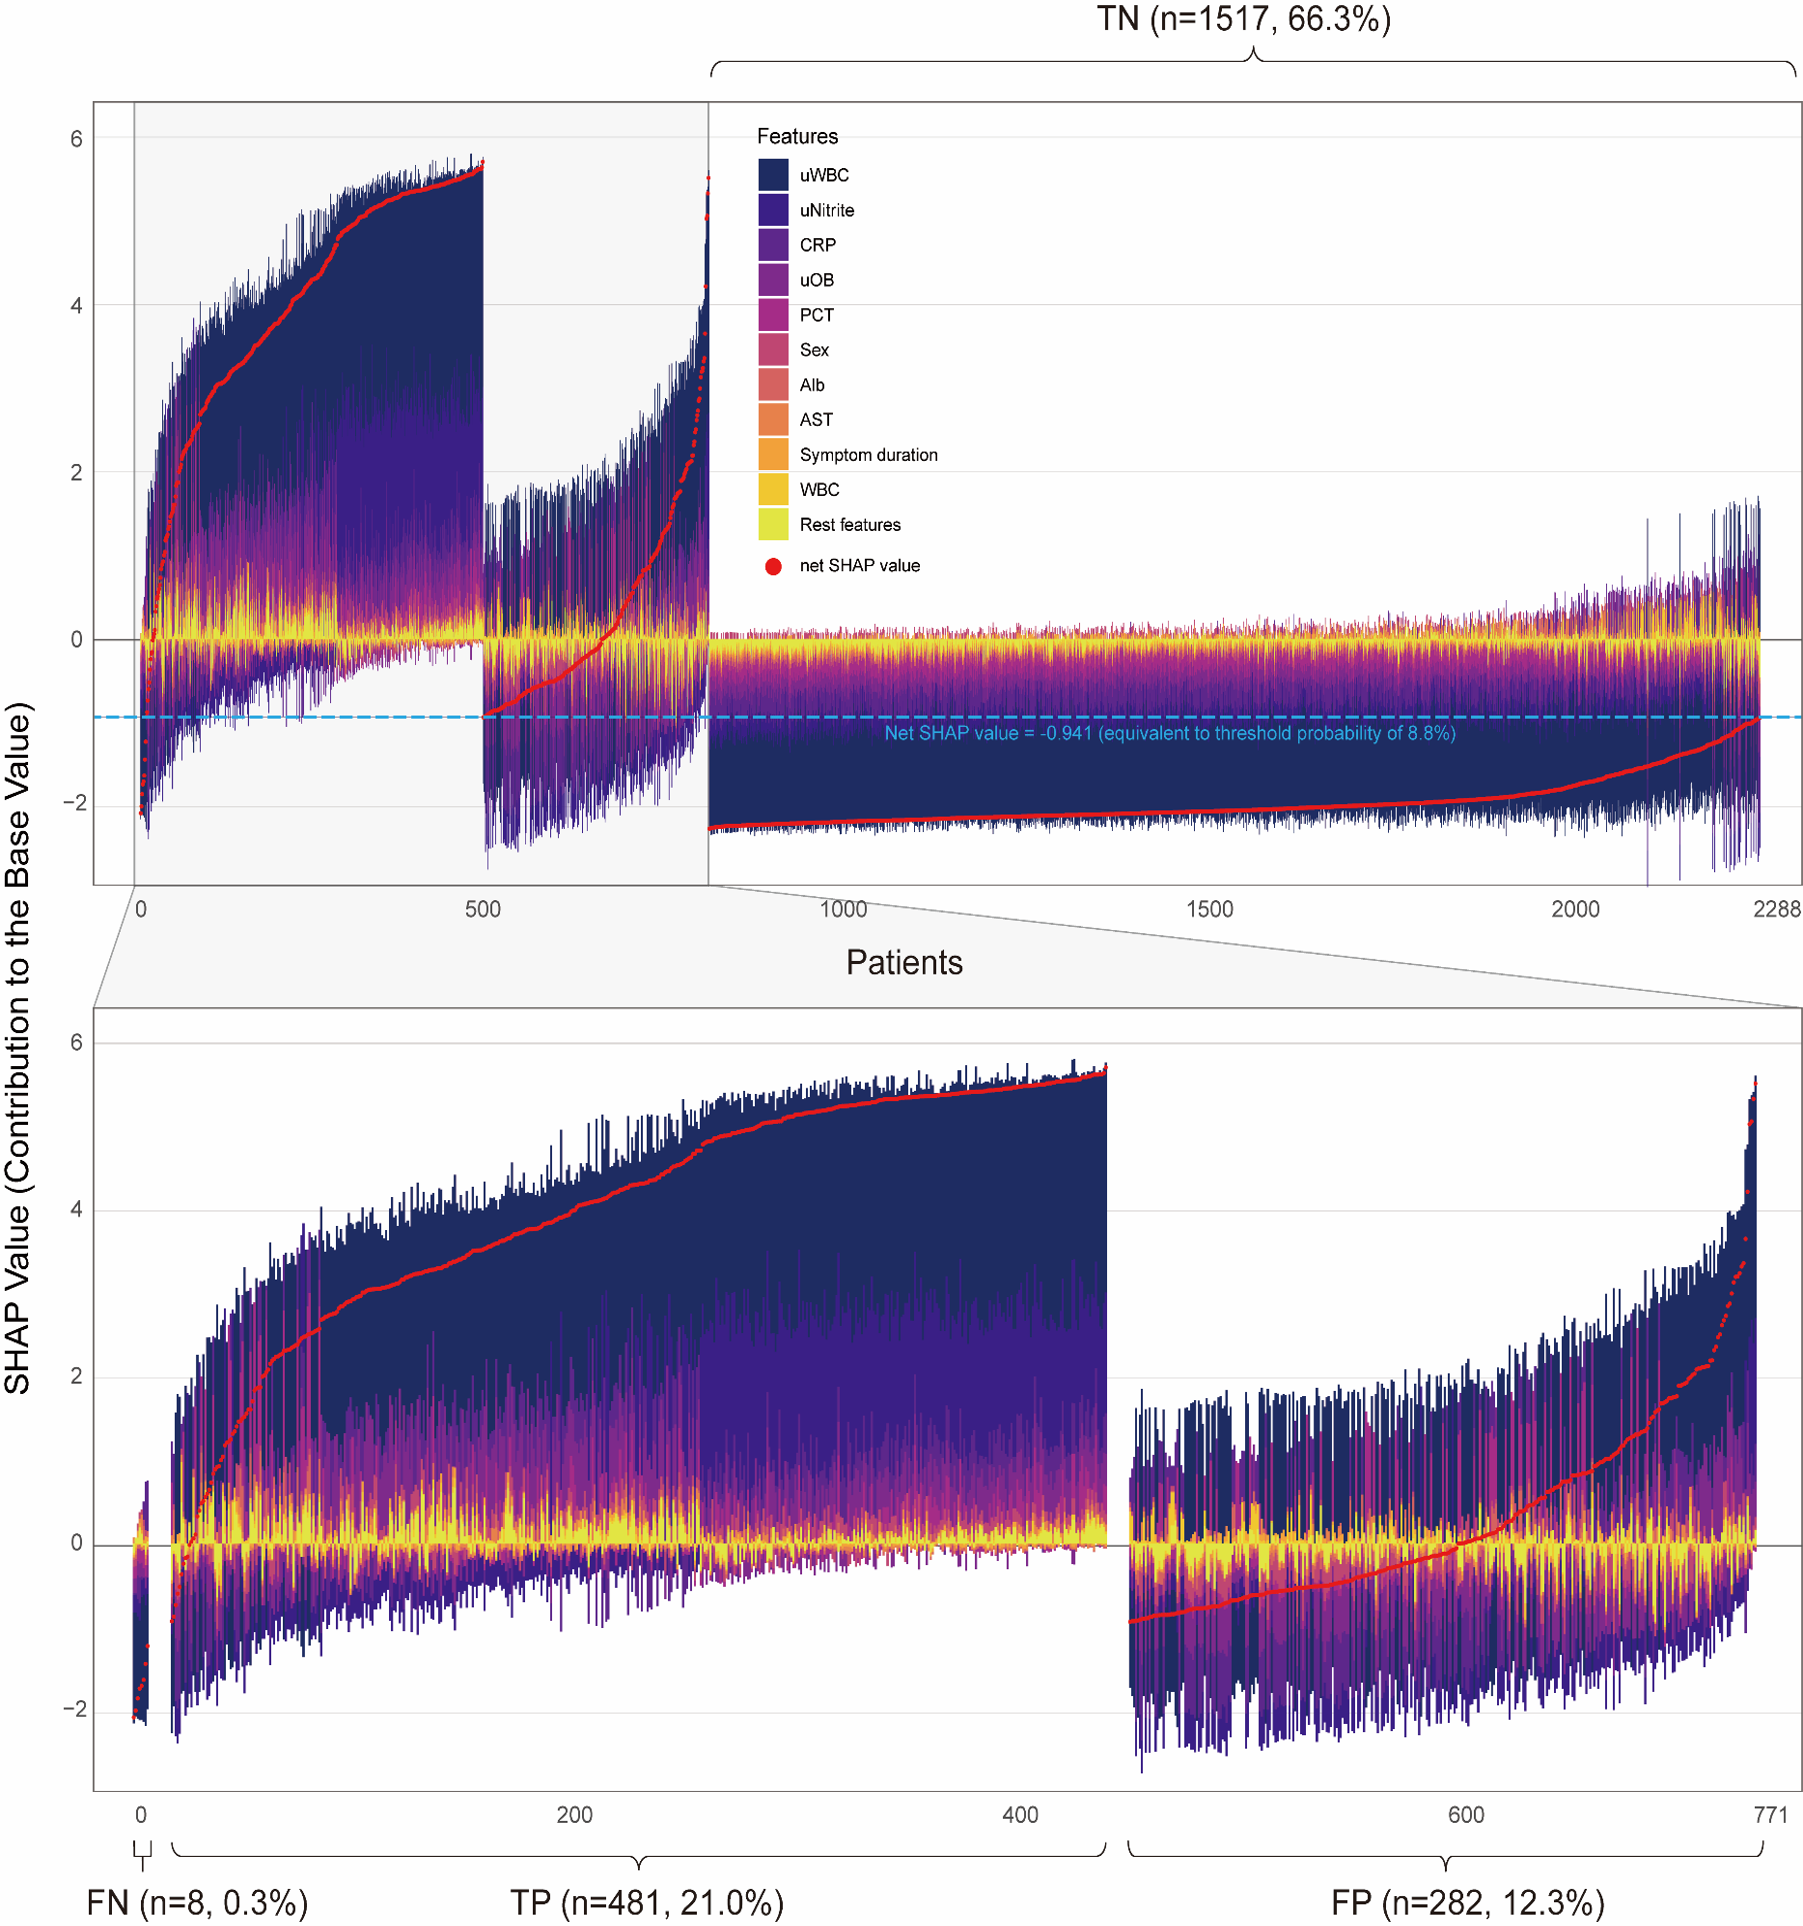 TN (n=1517, 66.3%)
6
4
2
0
−2
Features
uWBC
uNitrite
CRP
uOB
PCT
Sex
Alb
AST
Symptom duration
WBC
Rest features
net SHAP value
Net SHAP value = -0.941 (equivalent to threshold probability of 8.8%)
0
500
1000
1500
2000
2288
Patients
SHAP Value (Contribution to the Base Value)
6
4
2
0
−2
0
200
400
600
771
FN (n=8, 0.3%)
TP (n=481, 21.0%)
FP (n=282, 12.3%)